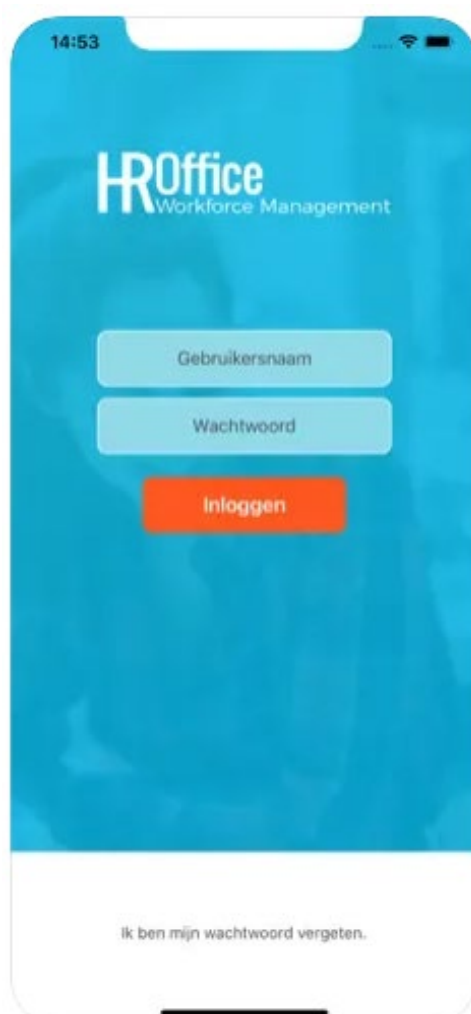 14:53
HROffice
Workforce Management
Gebruikersnaam
Wachtwoord
Inloggen
Ik ben mijn wachtwoord vergeten.